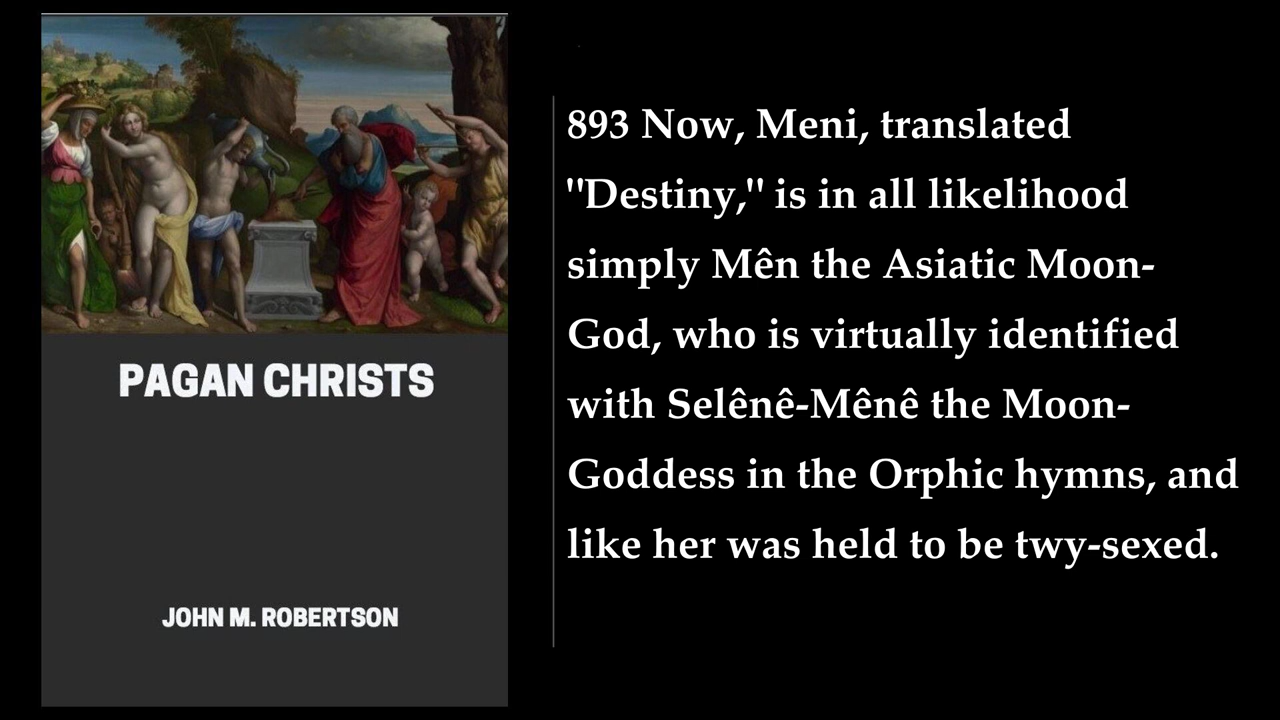 PAGAN CHRISTS
JOHN M. ROBERTSON
893 Now, Meni, translated
"Destiny," is in all likelihood
simply Mên the Asiatic Moon-
God, who is virtually identified
with Selênê-Mênê the Moon-
Goddess in the Orphic hymns, and
like her was held to be twy-sexed.